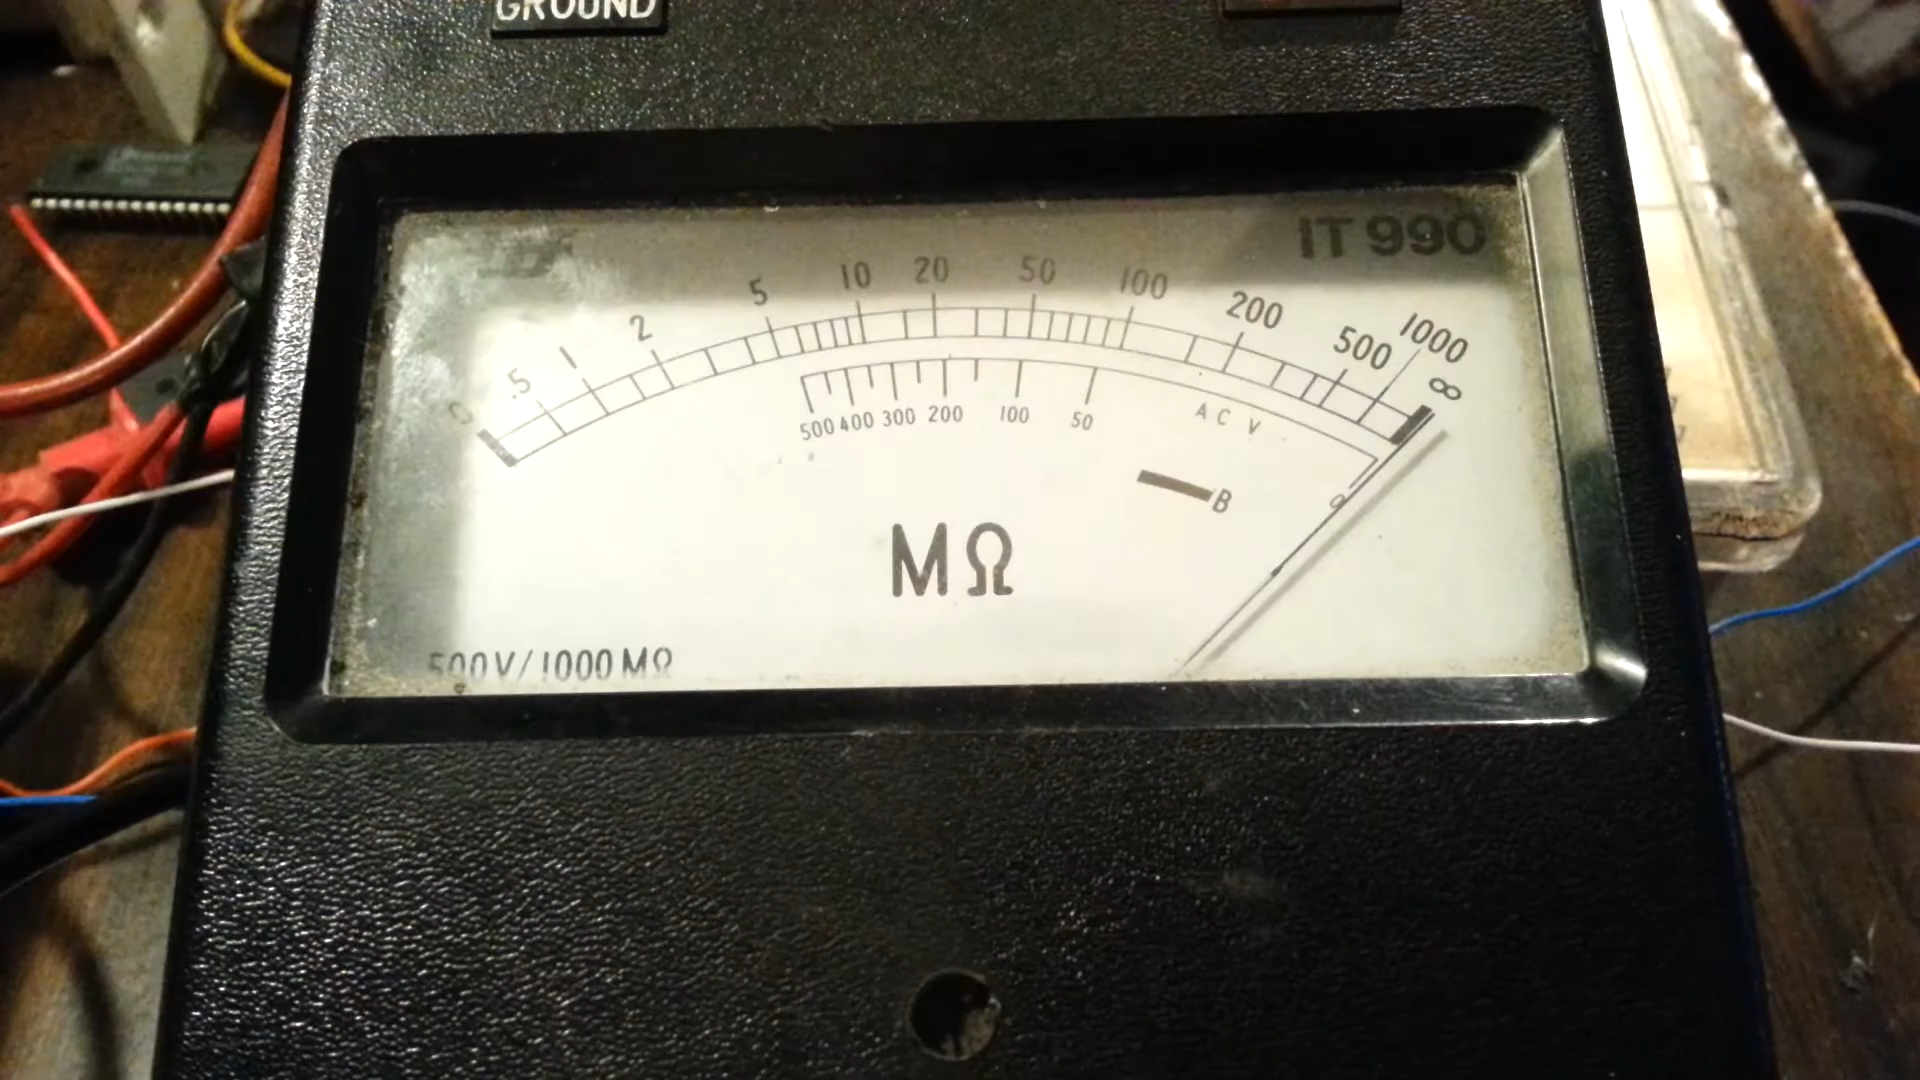 GROUND
IT 990
0 .5 1 2 5 10 20 50 100 200 500 1000 ∞
500 400 300 200 100 50 A C V 0
B
MΩ
500V/1000MΩ